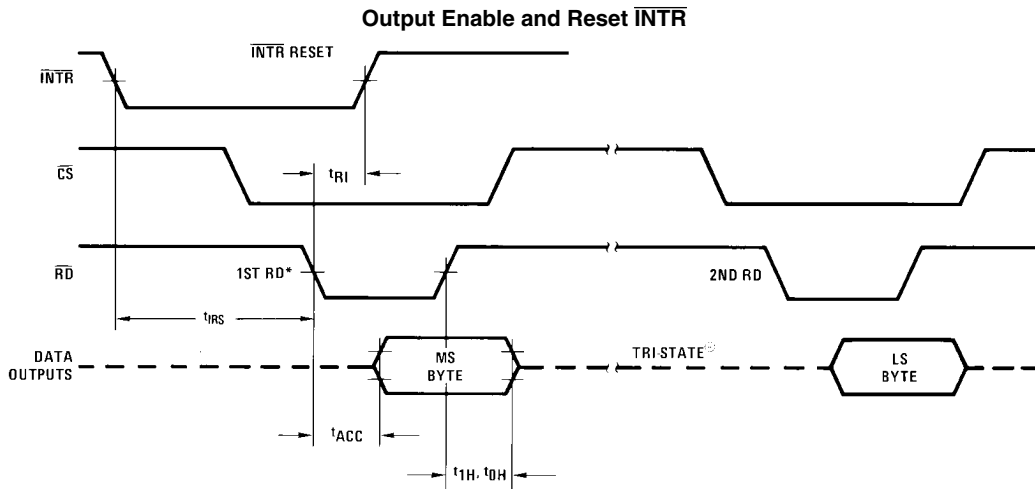 Output Enable and Reset INTR
INTR RESET
INTR
CS
tRI
RD
1ST RD*
2ND RD
tIRS
DATA
OUTPUTS
MS
BYTE
TRI-STATE®
LS
BYTE
tACC
t1H, t0H